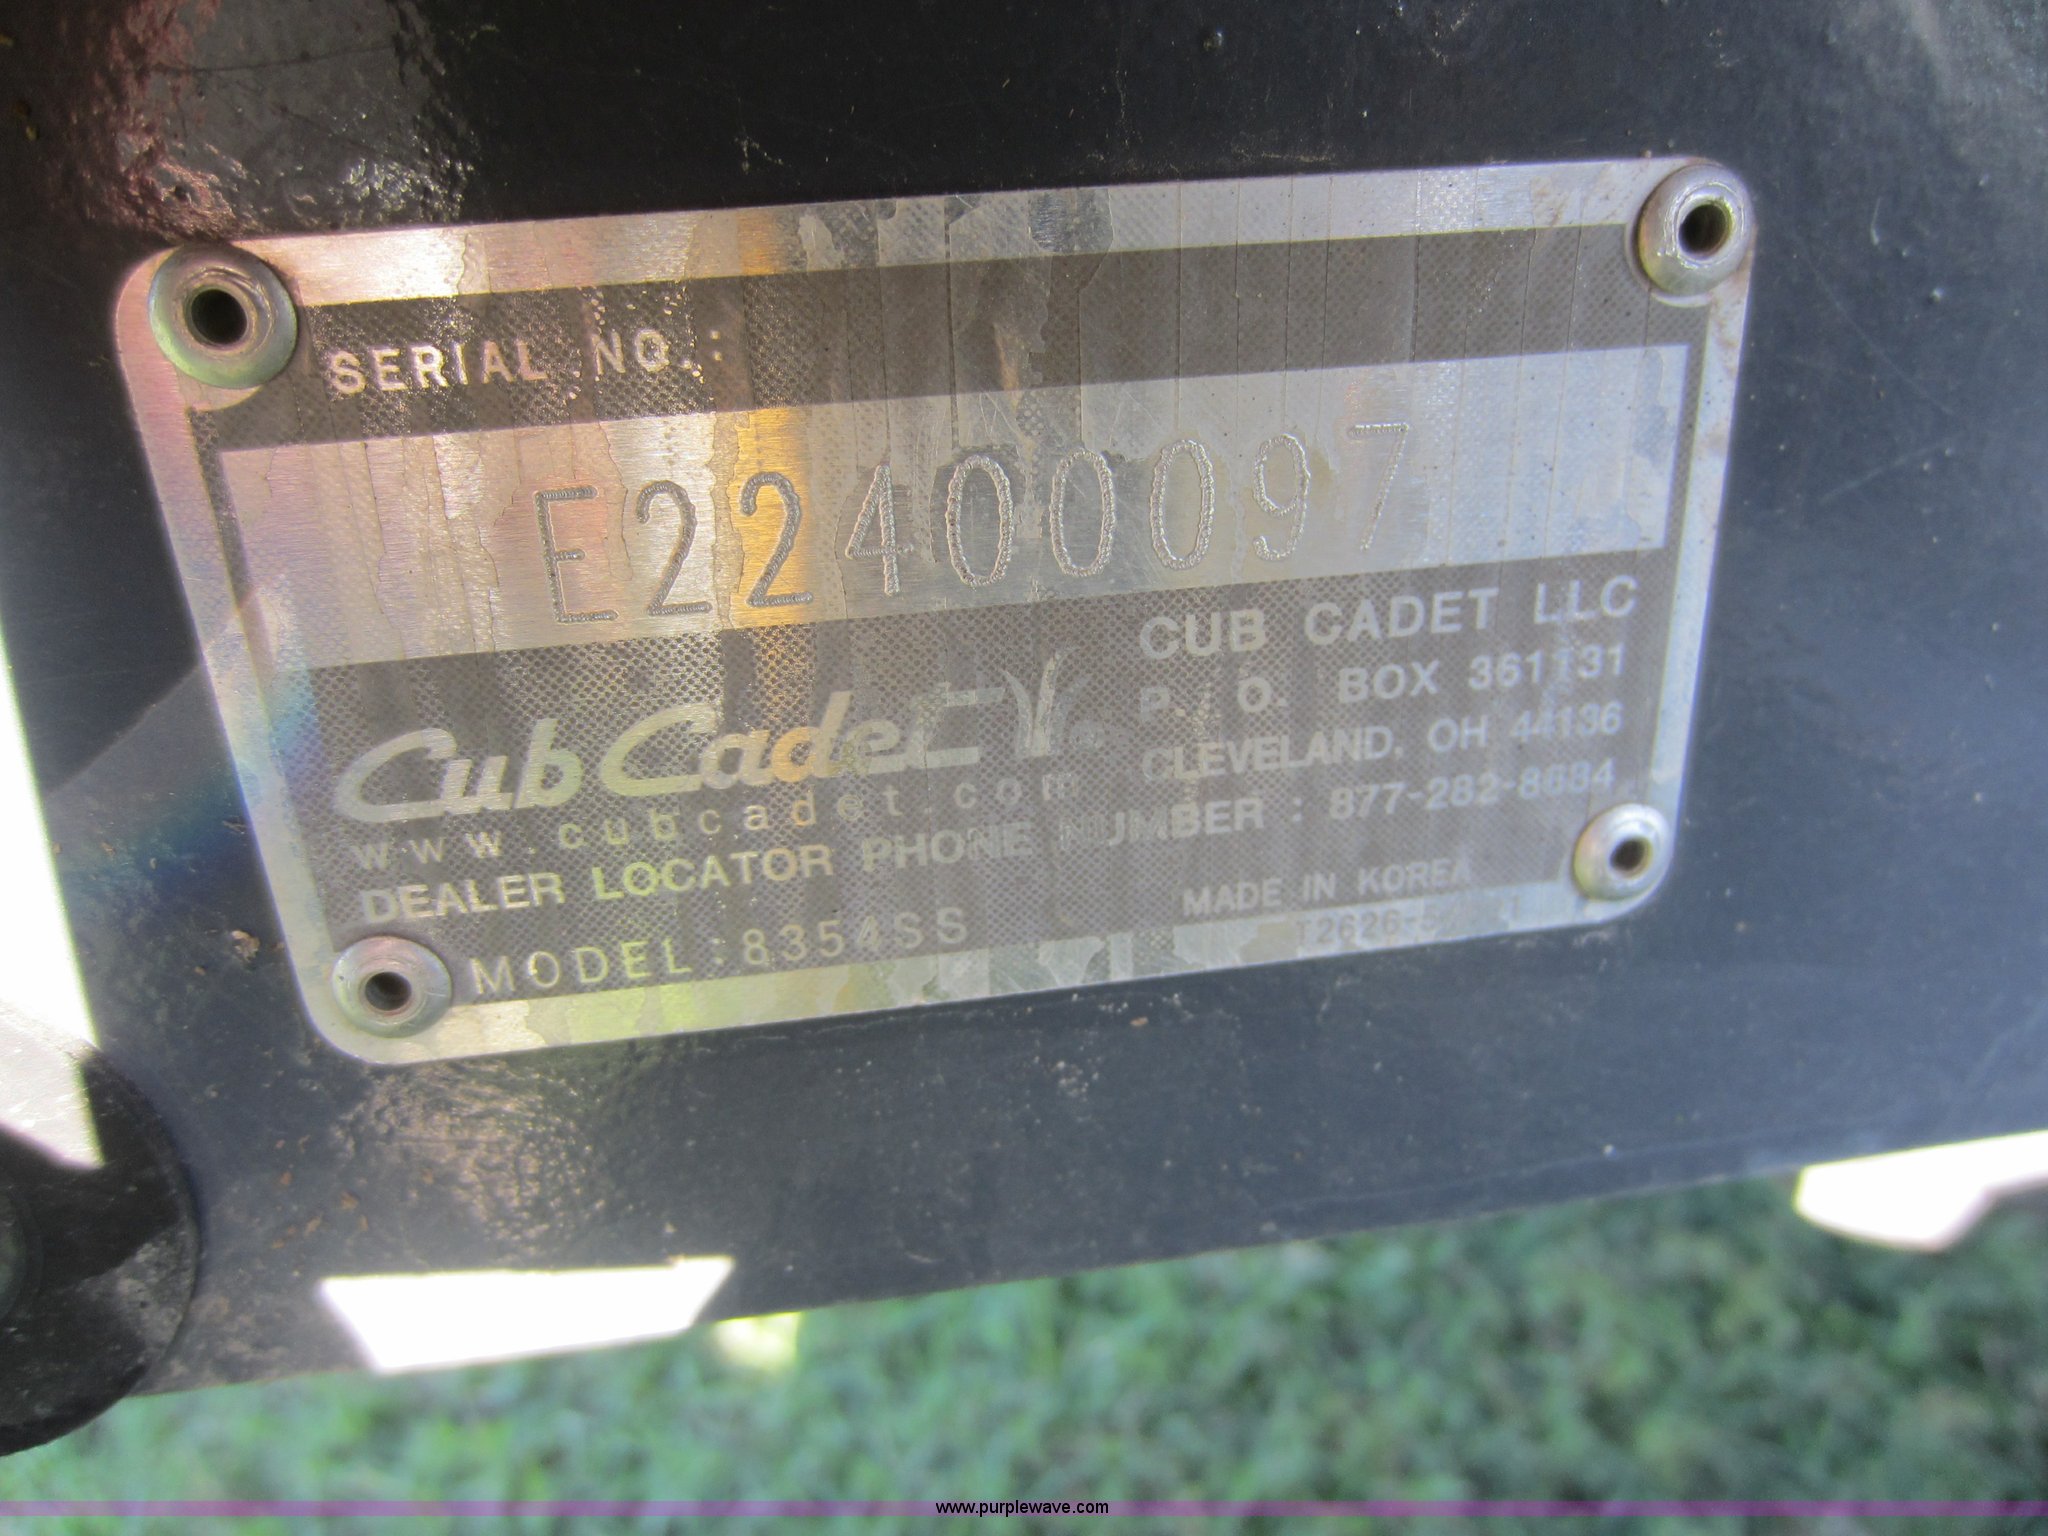 SERIAL NO.:
E22400097
Cub Cadet
www.cubcadet.com
CUB CADET LLC
P. O. BOX 361131
CLEVELAND, OH 44136
DEALER LOCATOR PHONE NUMBER : 877-282-8684
MODEL : 8354SS
MADE IN KOREA
www.purplewave.com